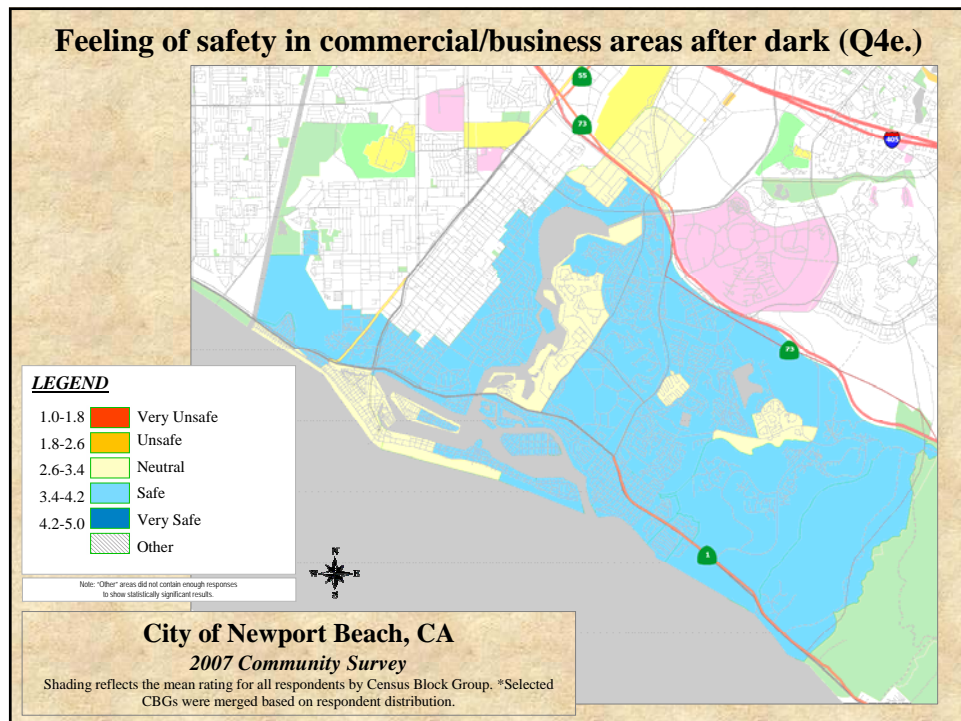 Feeling of safety in commercial/business areas after dark (Q4e.)
55
73
405
73
1
LEGEND
1.0-1.8 Very Unsafe
1.8-2.6 Unsafe
2.6-3.4 Neutral
3.4-4.2 Safe
4.2-5.0 Very Safe
Other
N
W E
S
Note: "Other" areas did not contain enough responses
to show statistically significant results.
City of Newport Beach, CA
2007 Community Survey
Shading reflects the mean rating for all respondents by Census Block Group. *Selected
CBGs were merged based on respondent distribution.